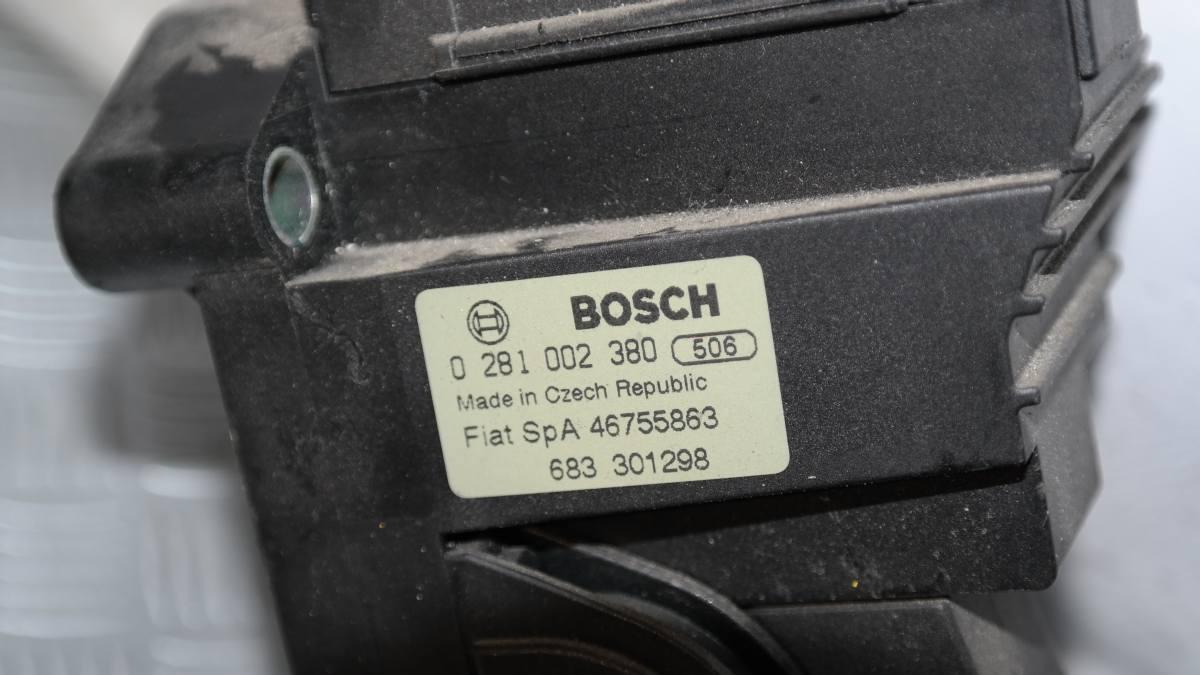 BOSCH
0 281 002 380 506
Made in Czech Republic
Fiat SpA 46755863
683 301298